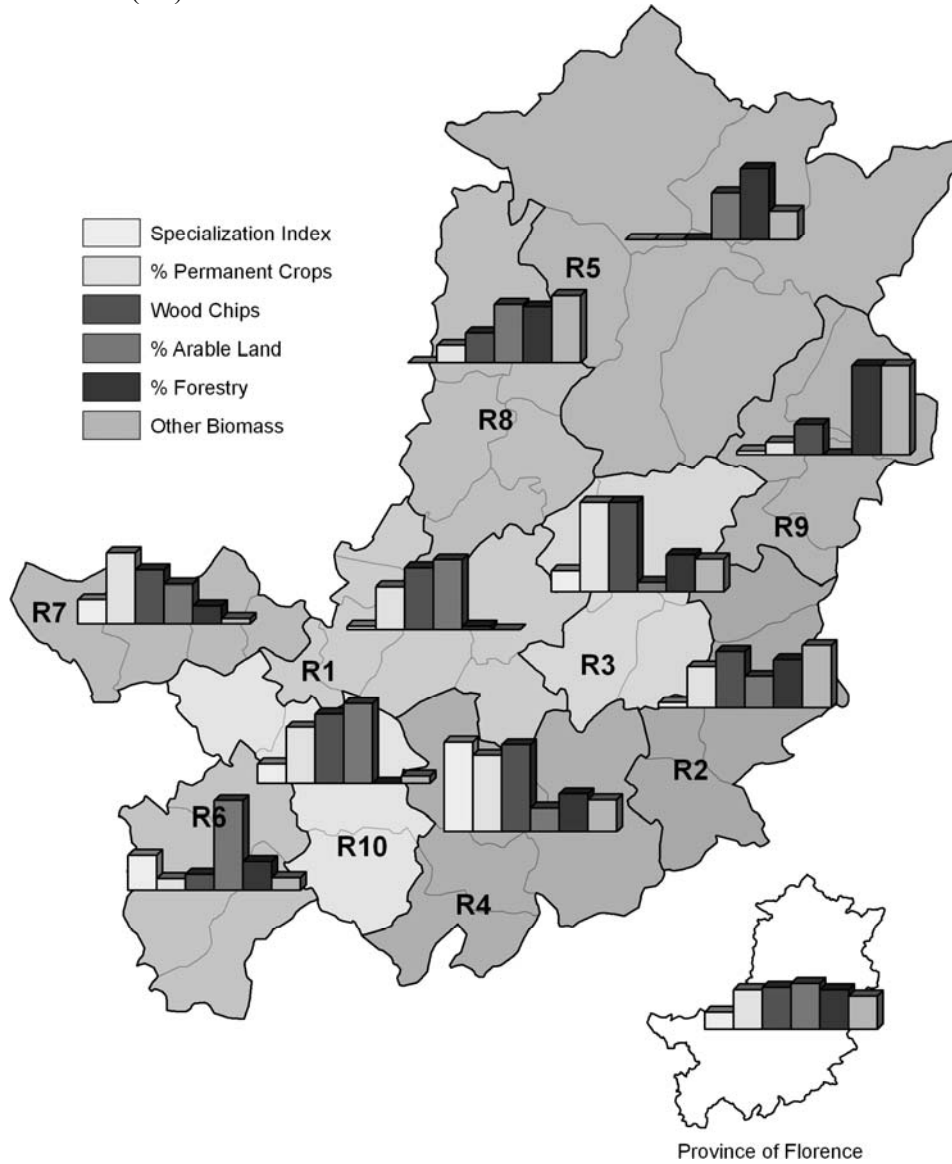 Specialization Index
% Permanent Crops
Wood Chips
% Arable Land
% Forestry
Other Biomass
R5
R8
R9
R7
R1
R3
R2
R6
R10
R4
Province of Florence